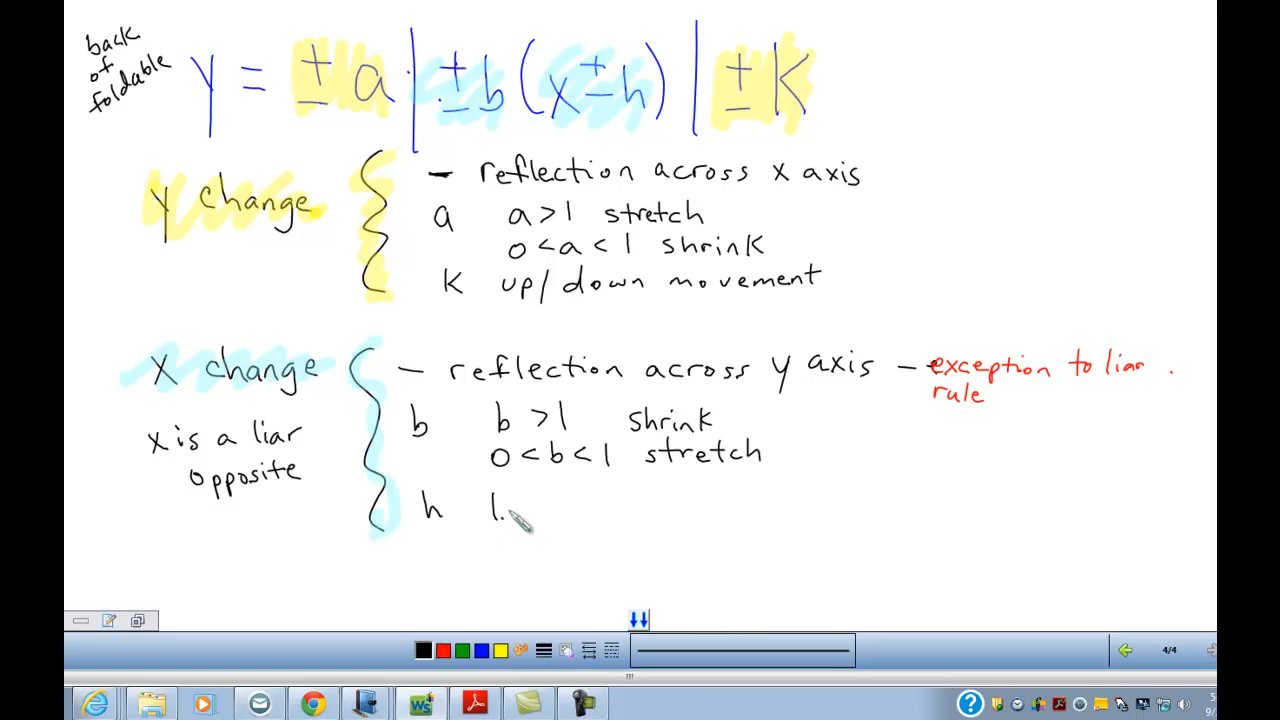 back
of
foldable
y = ± a | ± b (x ± h) | ± K
y change
- reflection across x axis
a a > 1 stretch
0 < a < 1 shrink
K up/down movement
x change
- reflection across y axis - exception to liar
rule
x is a liar
opposite
b b > 1 shrink
0 < b < 1 stretch
h l
4/4